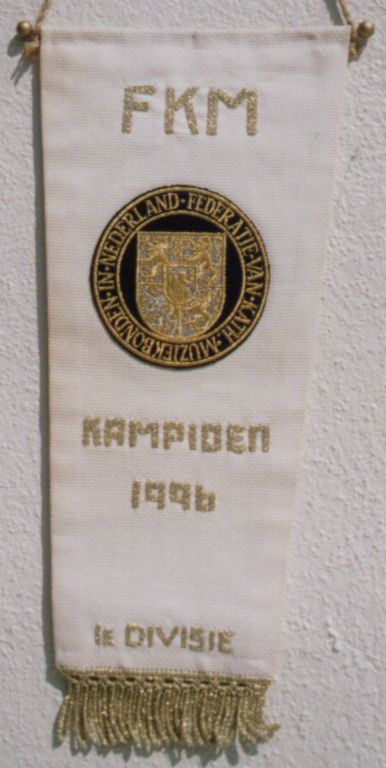 FKM
FEDERATIE·VAN·KATH·MUZIEKBONDEN·IN·NEDERLAND·
KAMPIOEN
1996
1E DIVISIE